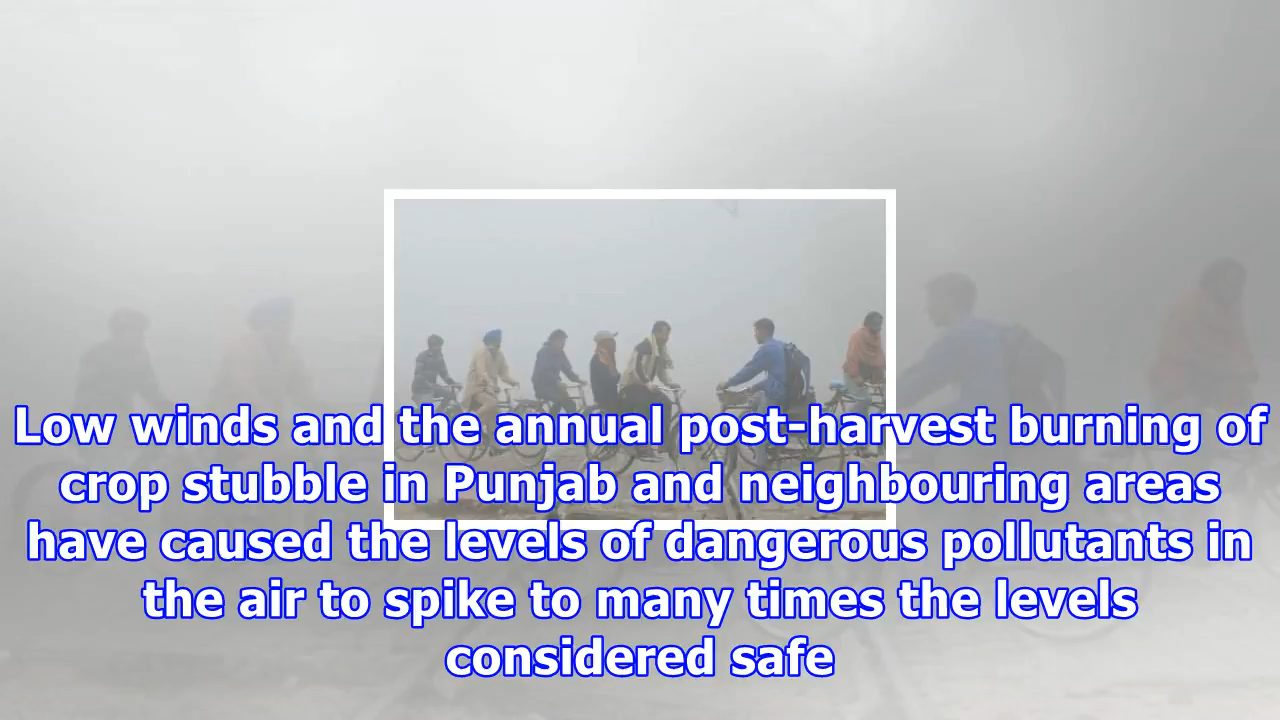 Low winds and the annual post-harvest burning of
crop stubble in Punjab and neighbouring areas
have caused the levels of dangerous pollutants in
the air to spike to many times the levels
considered safe